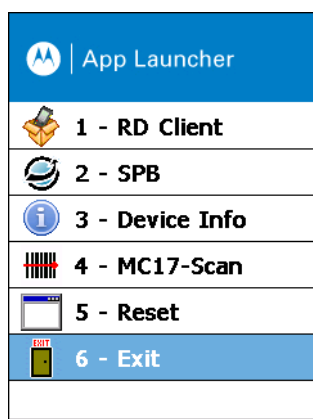 App Launcher
1 - RD Client
2 - SPB
3 - Device Info
4 - MC17-Scan
5 - Reset
EXIT
6 - Exit